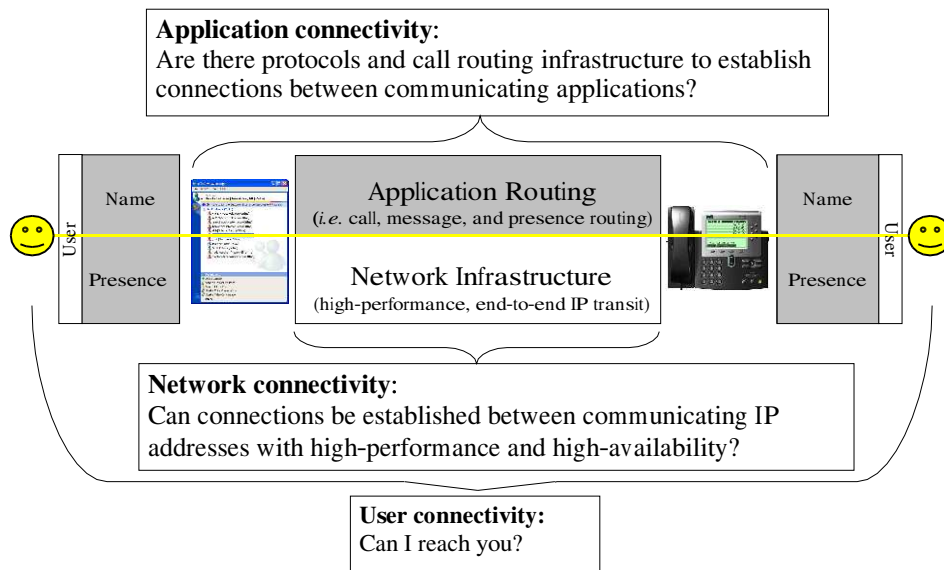 Application connectivity:
Are there protocols and call routing infrastructure to establish
connections between communicating applications?
User
Name
Presence
Application Routing
(i.e. call, message, and presence routing)
Network Infrastructure
(high-performance, end-to-end IP transit)
Name
Presence
User
Network connectivity:
Can connections be established between communicating IP
addresses with high-performance and high-availability?
User connectivity:
Can I reach you?